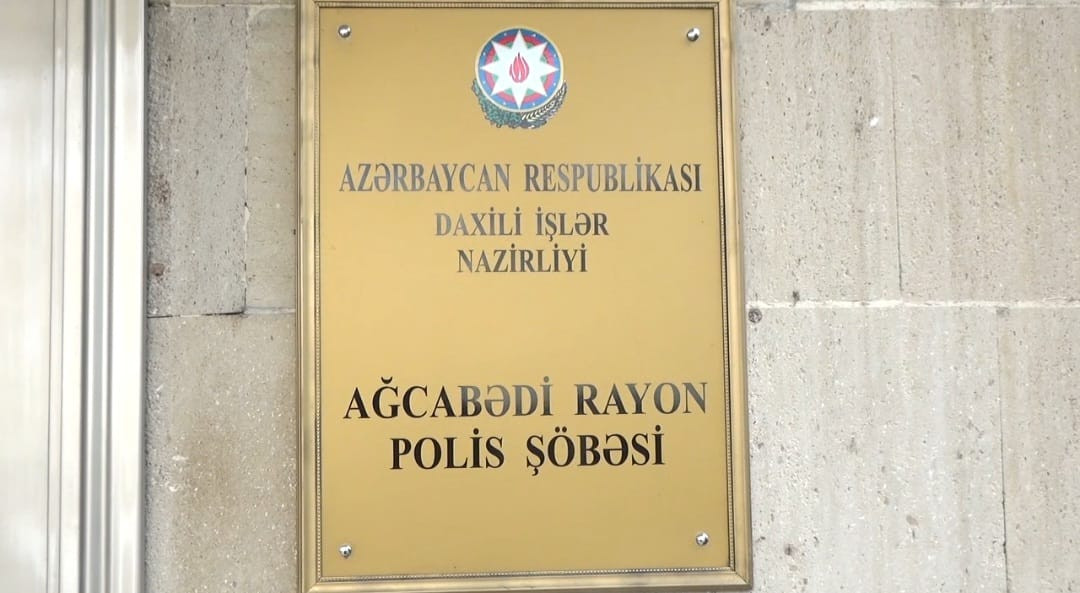 AZƏRBAYCAN RESPUBLİKASI
DAXİLİ İŞLƏR
NAZİRLİYİ
AĞCABƏDİ RAYON
POLİS ŞÖBƏSİ